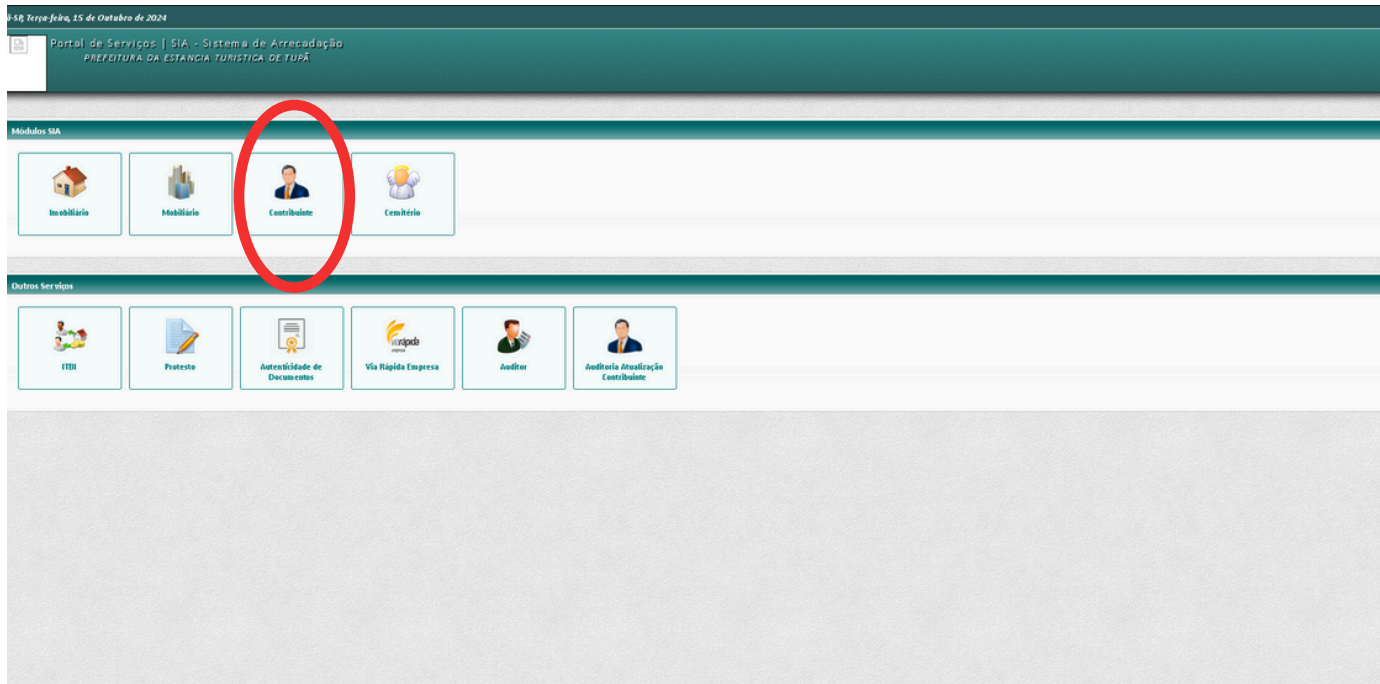 Terça-feira, 15 de Outubro de 2024
Portal de Serviços | SIA - Sistema de Arrecadação
PREFEITURA DA ESTANCIA TURISTICA DE TUPÃ
Módulos SIA
Imobiliário
Mobiliário
Contribuinte
Cemitério
Outros Serviços
ITBI
Protesto
Autenticidade de
Documentos
Via Rápida Empresa
Auditor
Auditoria Atualização
Contribuinte